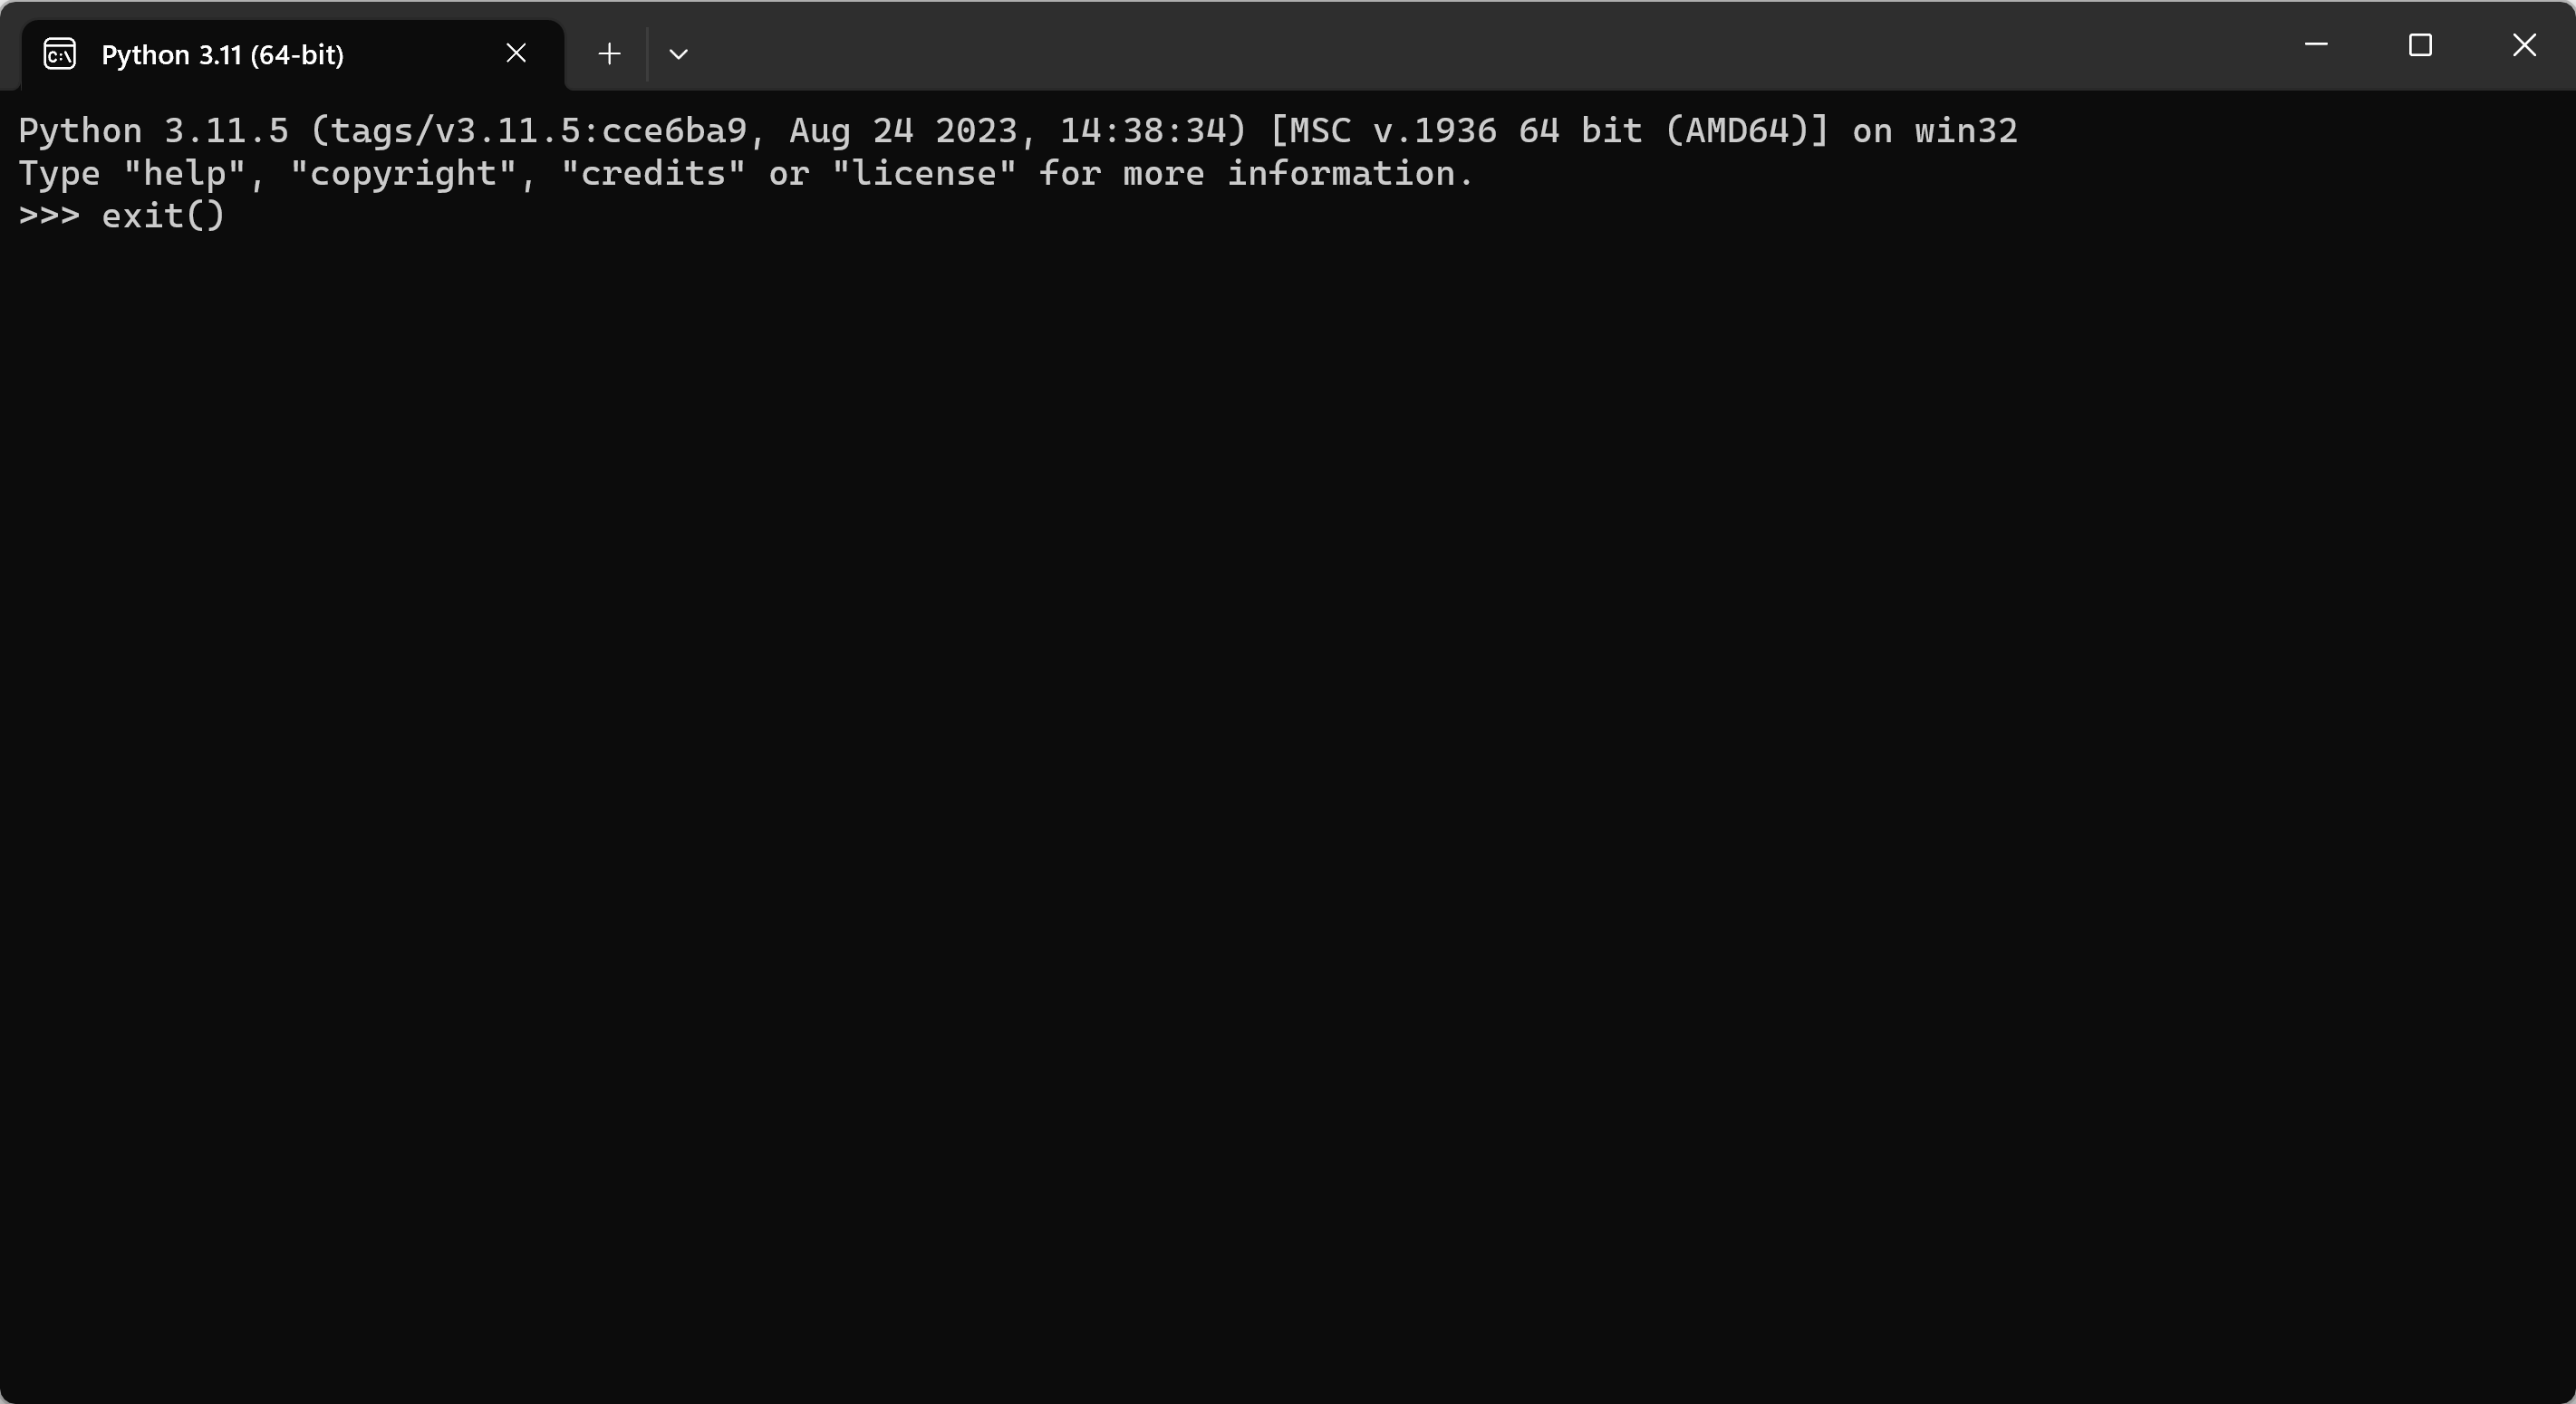 C:\ Python 3.11 (64-bit)
Python 3.11.5 (tags/v3.11.5:cce6ba9, Aug 24 2023, 14:38:34) [MSC v.1936 64 bit (AMD64)] on win32
Type "help", "copyright", "credits" or "license" for more information.
>>> exit()